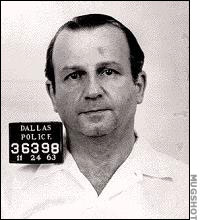 DALLAS
POLICE
36398
11 24 63
MUGSHOT